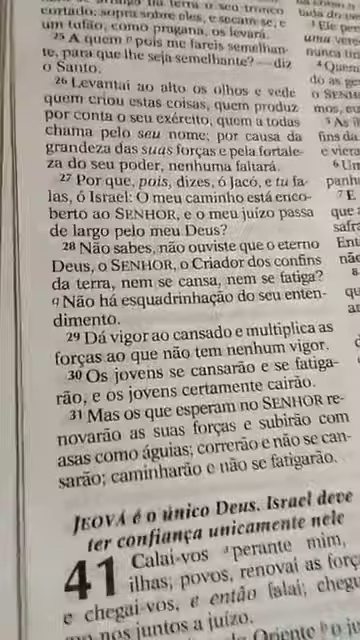 cortado; sopra sobre eles, e secam-se, e
um tufão, como pragana, os levará.
25 A quem p pois me fareis semelhan-
te, para que lhe seja semelhante? — diz
o Santo.
26 Levantai ao alto os olhos e vede
quem criou estas coisas, quem produz
por conta o seu exército, quem a todas
chama pelo seu nome; por causa da
grandeza das suas forças e pela fortale-
za do seu poder, nenhuma faltará.
27 Por que, pois, dizes, ó Jacó, e tu fa-
las, ó Israel: O meu caminho está enco-
berto ao SENHOR, e o meu juízo passa
de largo pelo meu Deus?
28 Não sabes, não ouviste que o eterno
Deus, o SENHOR, o Criador dos confins
da terra, nem se cansa, nem se fatiga?
q Não há esquadrinhação do seu enten-
dimento.
29 Dá vigor ao cansado e multiplica as
forças ao que não tem nenhum vigor.
30 Os jovens se cansarão e se fatiga-
rão, e os jovens certamente cairão.
31 Mas os que esperam no SENHOR re-
novarão as suas forças e subirão com
asas como águias; correrão e não se can-
sarão; caminharão e não se fatigarão.
JEOVÁ é o único Deus. Israel deve
ter confiança unicamente nele
41 Calai-vos a perante mim,
ilhas; povos, renovai as forç
e chegai-vos, e então falai; chegu
nos juntos a juízo.